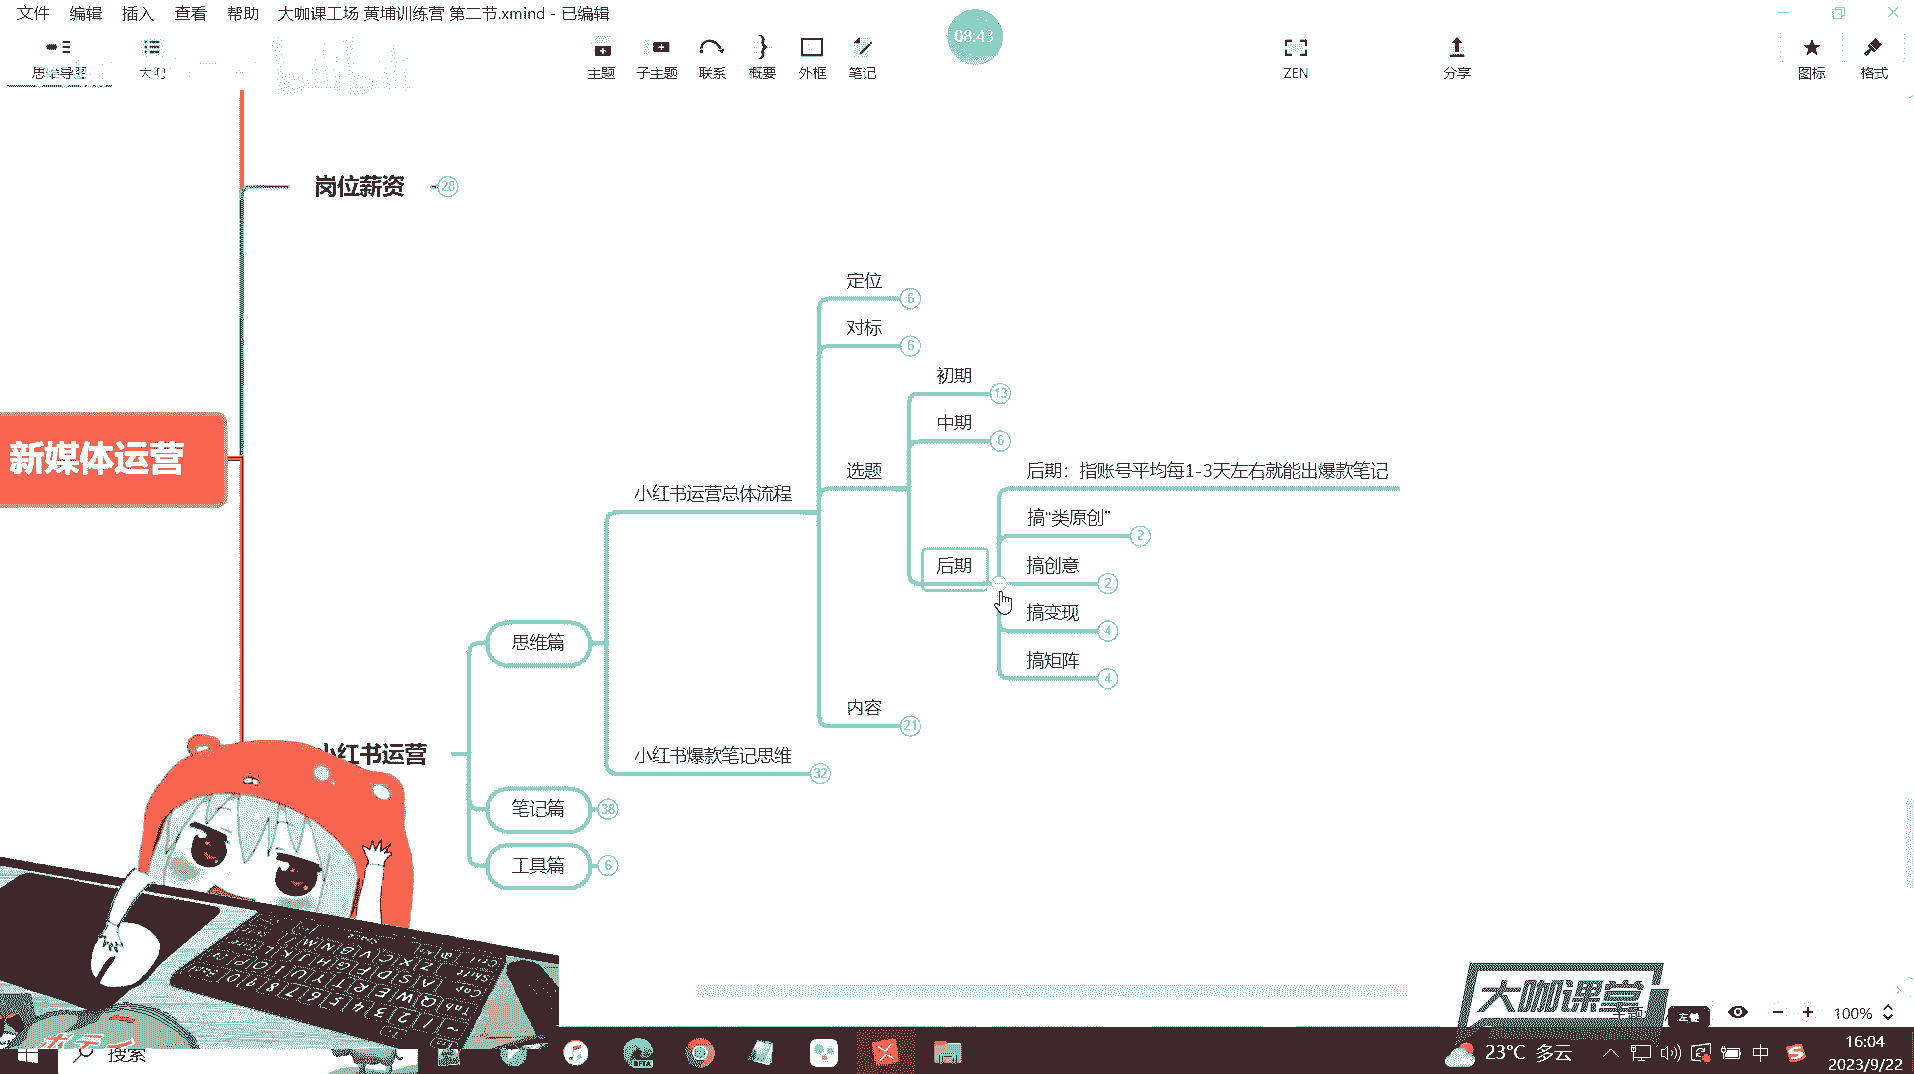 文件 编辑 插入 查看 帮助 大咖课工场 黄埔训练营 第二节.xmind - 已编辑
08:43
思维导图 大纲 主题 子主题 联系 概要 外框 笔记 ZEN 分享 图标 格式
岗位薪资 28
定位 6
对标 6
初期 13
中期 6
选题
后期：指账号平均每1-3天左右就能出爆款笔记
小红书运营总体流程
搞“类原创” 2
后期
搞创意 2
搞变现 4
搞矩阵 4
新媒体运营
思维篇
内容 21
小红书运营
小红书爆款笔记思维 32
笔记篇 38
工具篇 6
大咖课堂
100%
搜索
23°C 多云
中
16:04
2023/9/22